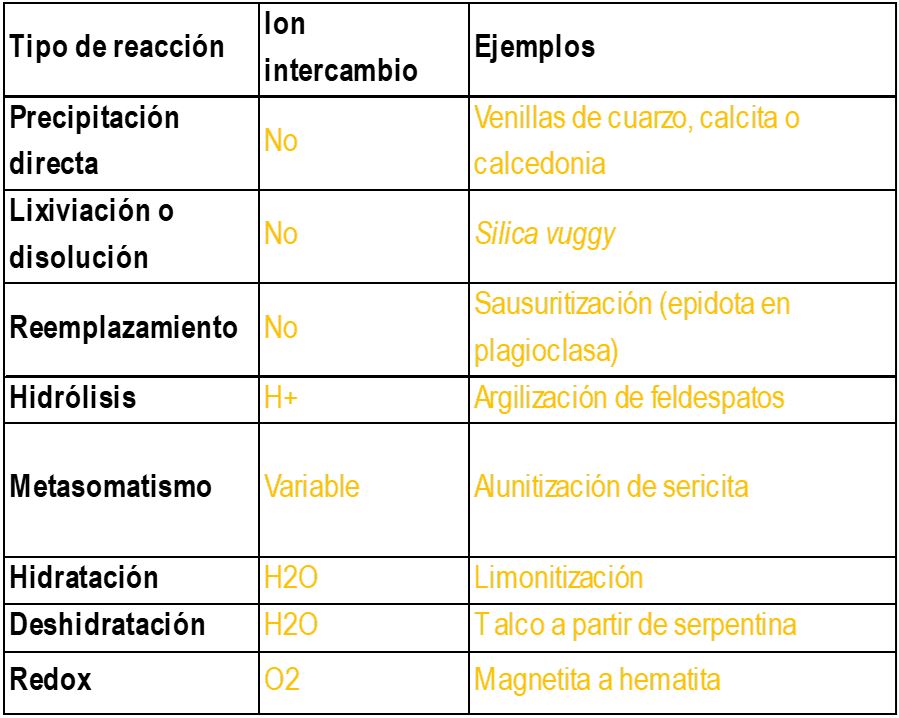 Tipo de reacción Ion intercambio Ejemplos
Precipitación directa No Venillas de cuarzo, calcita o calcedonia
Lixiviación o disolución No Silica vuggy
Reemplazamiento No Sausuritización (epidota en plagioclasa)
Hidrólisis H+ Argilización de feldespatos
Metasomatismo Variable Alunitización de sericita
Hidratación H2O Limonitización
Deshidratación H2O Talco a partir de serpentina
Redox O2 Magnetita a hematita